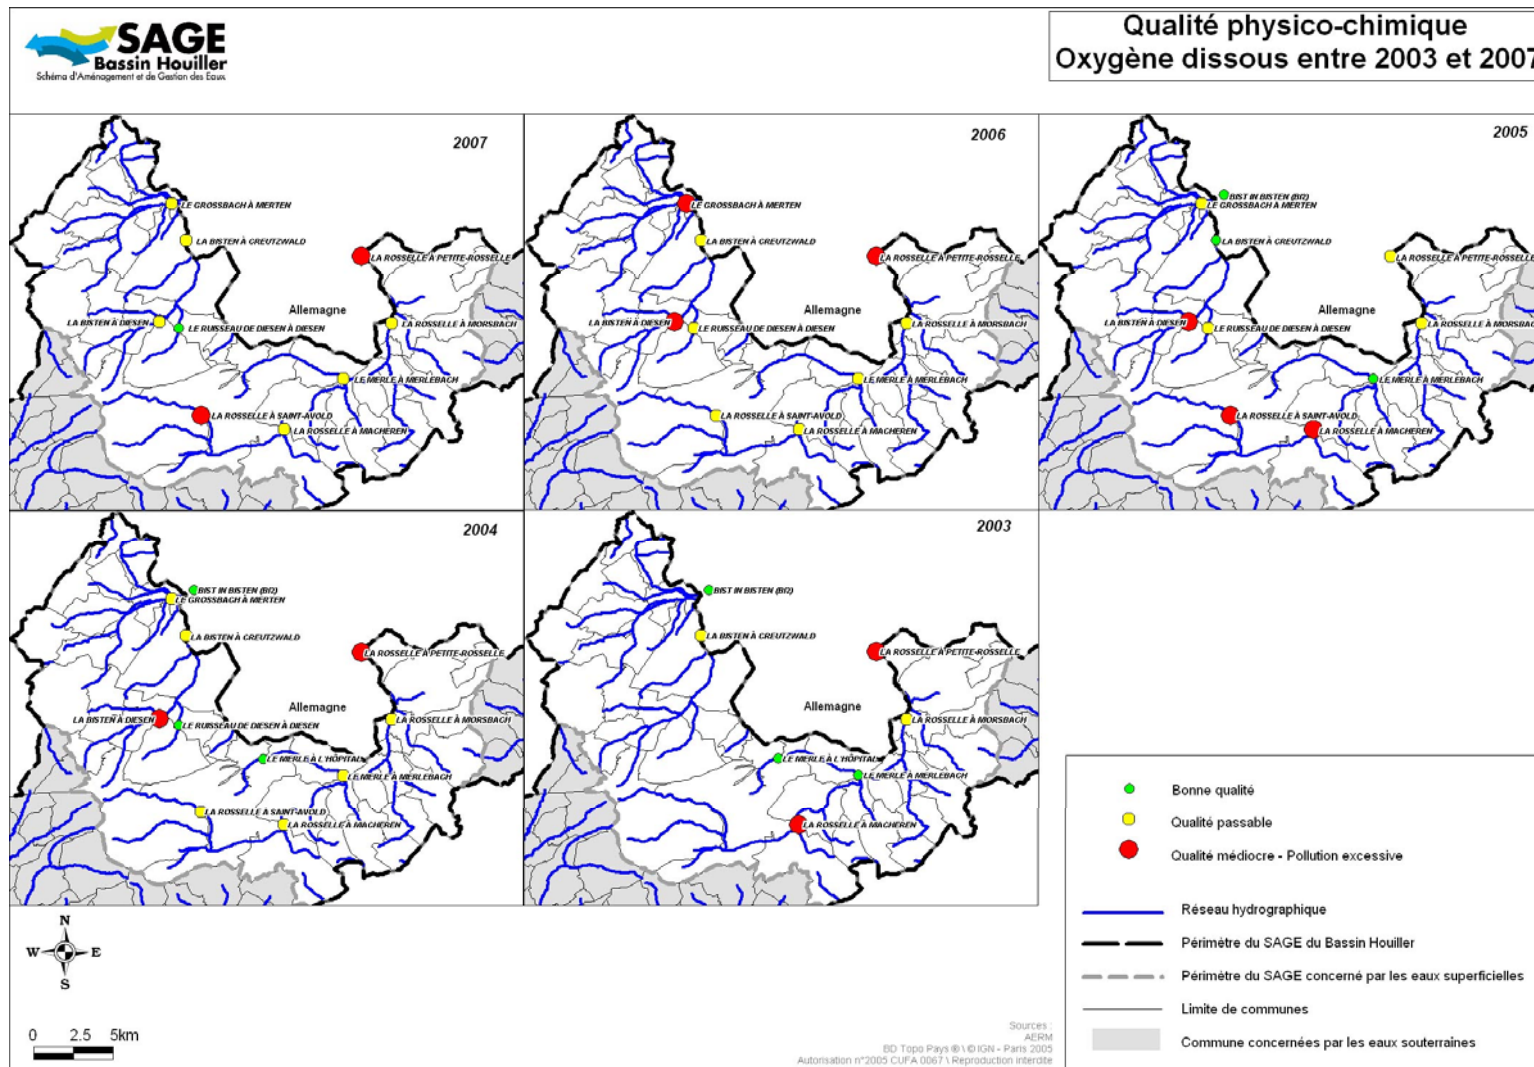 SAGE
Bassin Houiller
Schéma d'Aménagement et de Gestion des Eaux
Qualité physico-chimique
Oxygène dissous entre 2003 et 2007
2007
LE GROSSBACH À MERTEN
LA BISTEN À CREUTZWALD
LA ROSSELLE À PETITE-ROSSELLE
Allemagne
LA BISTEN À DIESEN
LE RUISSEAU DE DIESEN À DIESEN
LA ROSSELLE À MORSBACH
LE MERLE À MERLEBACH
LA ROSSELLE À SAINT-AVOLD
LA ROSSELLE À MACHEREN
2006
LE GROSSBACH À MERTEN
LA BISTEN À CREUTZWALD
LA ROSSELLE À PETITE-ROSSELLE
Allemagne
LA BISTEN À DIESEN
LE RUISSEAU DE DIESEN À DIESEN
LA ROSSELLE À MORSBACH
LE MERLE À MERLEBACH
LA ROSSELLE À SAINT-AVOLD
LA ROSSELLE À MACHEREN
2005
BIST IN BISTEN (BI2)
LE GROSSBACH À MERTEN
LA BISTEN À CREUTZWALD
LA ROSSELLE À PETITE-ROSSELLE
Allemagne
LA BISTEN À DIESEN
LE RUISSEAU DE DIESEN À DIESEN
LA ROSSELLE À MORSBACH
LE MERLE À MERLEBACH
LA ROSSELLE À SAINT-AVOLD
LA ROSSELLE À MACHEREN
2004
BIST IN BISTEN (BI2)
LE GROSSBACH À MERTEN
LA BISTEN À CREUTZWALD
LA ROSSELLE À PETITE-ROSSELLE
Allemagne
LA BISTEN À DIESEN
LE RUISSEAU DE DIESEN À DIESEN
LA ROSSELLE À MORSBACH
LE MERLE À L'HÔPITAL
LE MERLE À MERLEBACH
LA ROSSELLE À SAINT-AVOLD
LA ROSSELLE À MACHEREN
2003
BIST IN BISTEN (BI2)
LA BISTEN À CREUTZWALD
LA ROSSELLE À PETITE-ROSSELLE
Allemagne
LA ROSSELLE À MORSBACH
LE MERLE À L'HÔPITAL
LE MERLE À MERLEBACH
LA ROSSELLE À MACHEREN
Bonne qualité
Qualité passable
Qualité médiocre - Pollution excessive
Réseau hydrographique
Périmètre du SAGE du Bassin Houiller
Périmètre du SAGE concerné par les eaux superficielles
Limite de communes
Commune concernées par les eaux souterraines
N
W E
S
0 2.5 5km
Sources :
AERM
BD Topo Pays ® \ © IGN - Paris 2005
Autorisation n°2005 CUFA 0067 \ Reproduction interdite